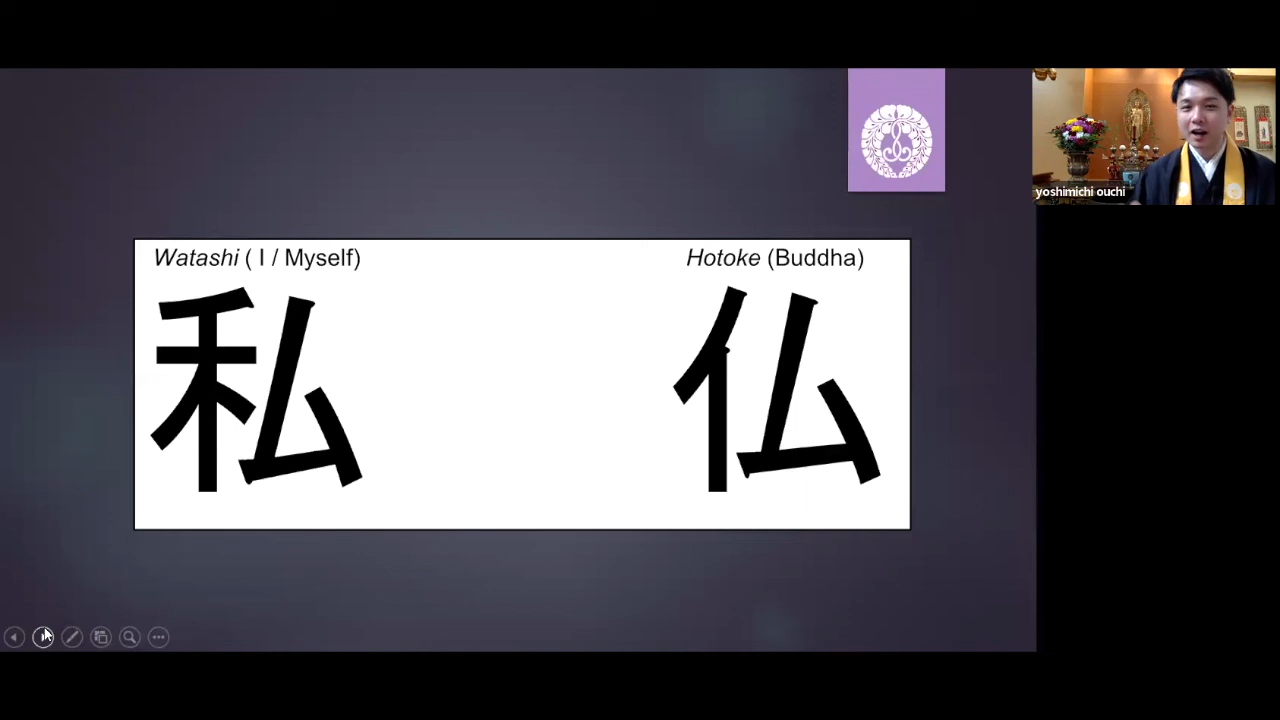 Watashi ( I / Myself)
私
Hotoke (Buddha)
仏
yoshimichi ouchi